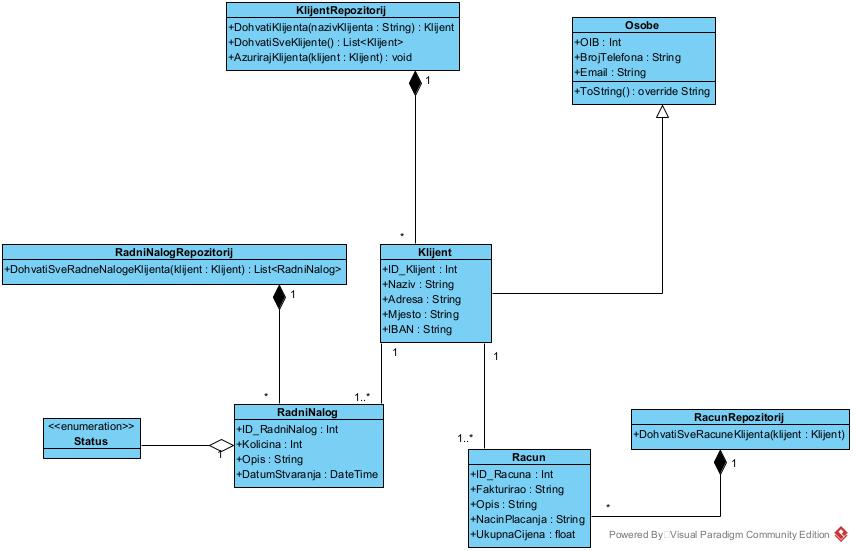 KlijentRepozitorij
+DohvatiKlijenta(nazivKlijenta : String) : Klijent
+DohvatiSveKlijente() : List<Klijent>
+AzurirajKlijenta(klijent : Klijent) : void
1
*
Osobe
+OIB : Int
+BrojTelefona : String
+Email : String
+ToString() : override String
RadniNalogRepozitorij
+DohvatiSveRadneNalogeKlijenta(klijent : Klijent) : List<RadniNalog>
1
*
Klijent
+ID_Klijent : Int
+Naziv : String
+Adresa : String
+Mjesto : String
+IBAN : String
1
1..*
1
1..*
<<enumeration>>
Status
1
RadniNalog
+ID_RadniNalog : Int
+Kolicina : Int
+Opis : String
+DatumStvaranja : DateTime
Racun
+ID_Racuna : Int
+Fakturirao : String
+Opis : String
+NacinPlacanja : String
+UkupnaCijena : float
RacunRepozitorij
+DohvatiSveRacuneKlijenta(klijent : Klijent)
1
*
Powered By Visual Paradigm Community Edition